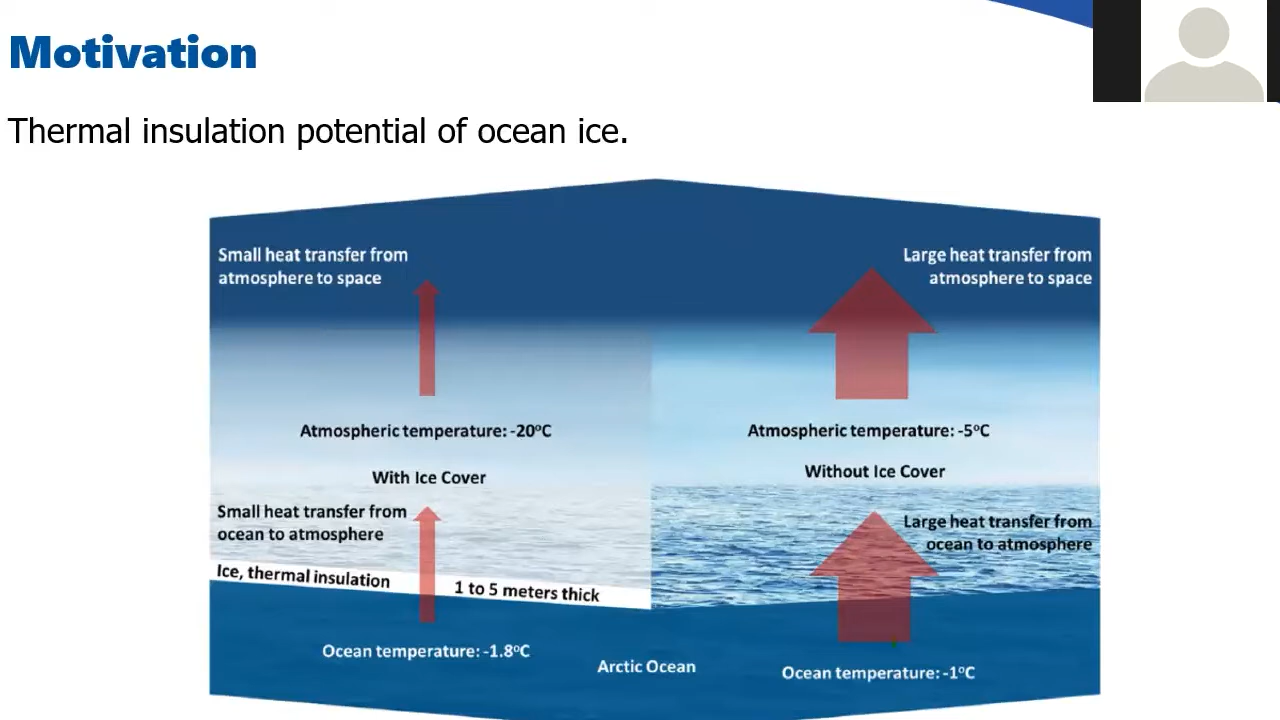 Motivation
Thermal insulation potential of ocean ice.
Small heat transfer from
atmosphere to space
Large heat transfer from
atmosphere to space
Atmospheric temperature: -20°C
Atmospheric temperature: -5°C
With Ice Cover
Without Ice Cover
Small heat transfer from
ocean to atmosphere
Large heat transfer from
ocean to atmosphere
Ice, thermal insulation
1 to 5 meters thick
Ocean temperature: -1.8°C
Arctic Ocean
Ocean temperature: -1°C